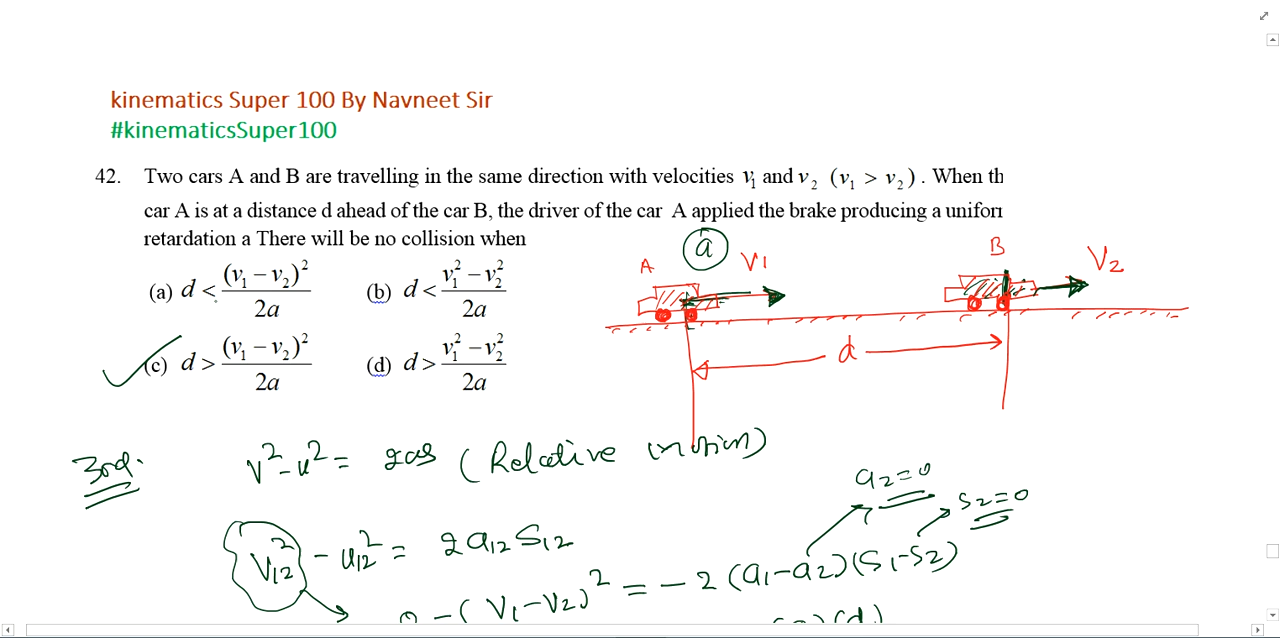 kinematics Super 100 By Navneet Sir
#kinematicsSuper100
42. Two cars A and B are travelling in the same direction with velocities v₁ and v₂ (v₁ > v₂). When th
car A is at a distance d ahead of the car B, the driver of the car A applied the brake producing a uniform
retardation a There will be no collision when
(a) d < (v₁ − v₂)² / 2a (b) d < v₁² − v₂² / 2a
(c) d > (v₁ − v₂)² / 2a (d) d > v₁² − v₂² / 2a
a
A V1 B V2
d
3rd. v² − u² = 2as (Relative motion)
V₁₂² − u₁₂² = 2a₁₂ S₁₂
a₂=0
S₂=0
0 − (V₁−V₂)² = −2(a₁−a₂)(S₁−S₂)
(d)